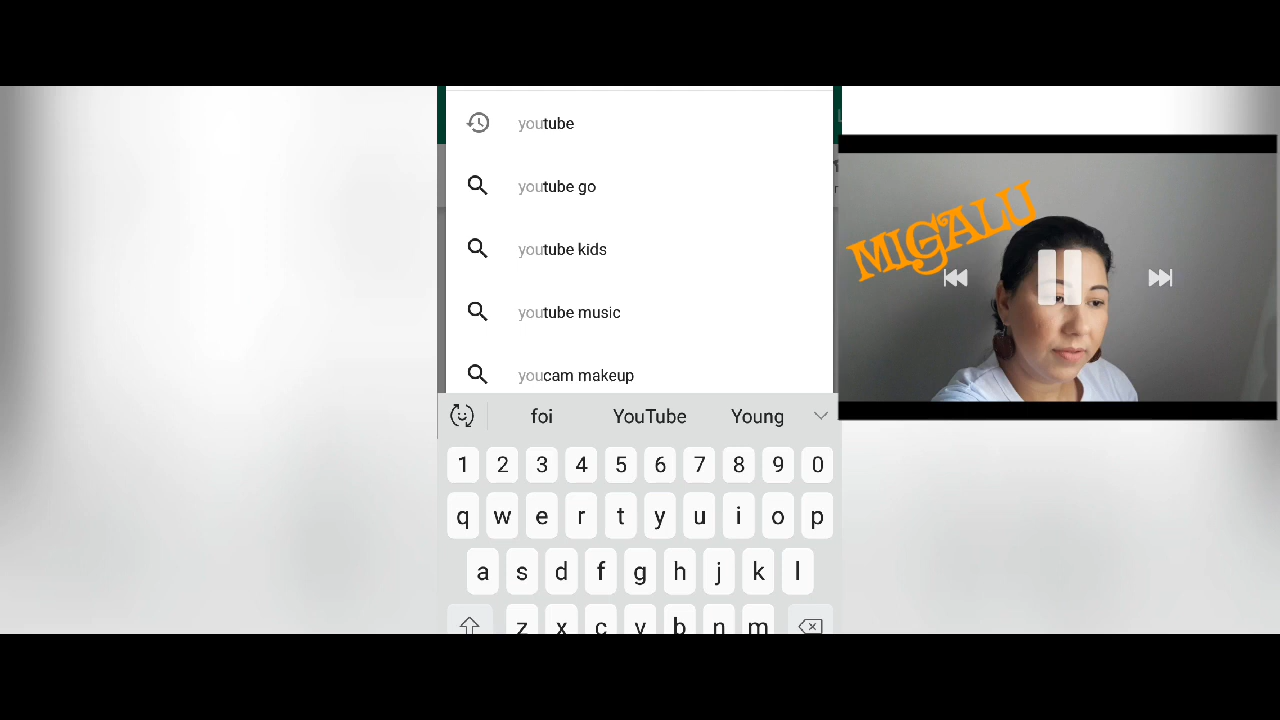 youtube
youtube go
youtube kids
youtube music
youcam makeup
foi YouTube Young
1 2 3 4 5 6 7 8 9 0
q w e r t y u i o p
a s d f g h j k l
z x c v b n m
MIGALU